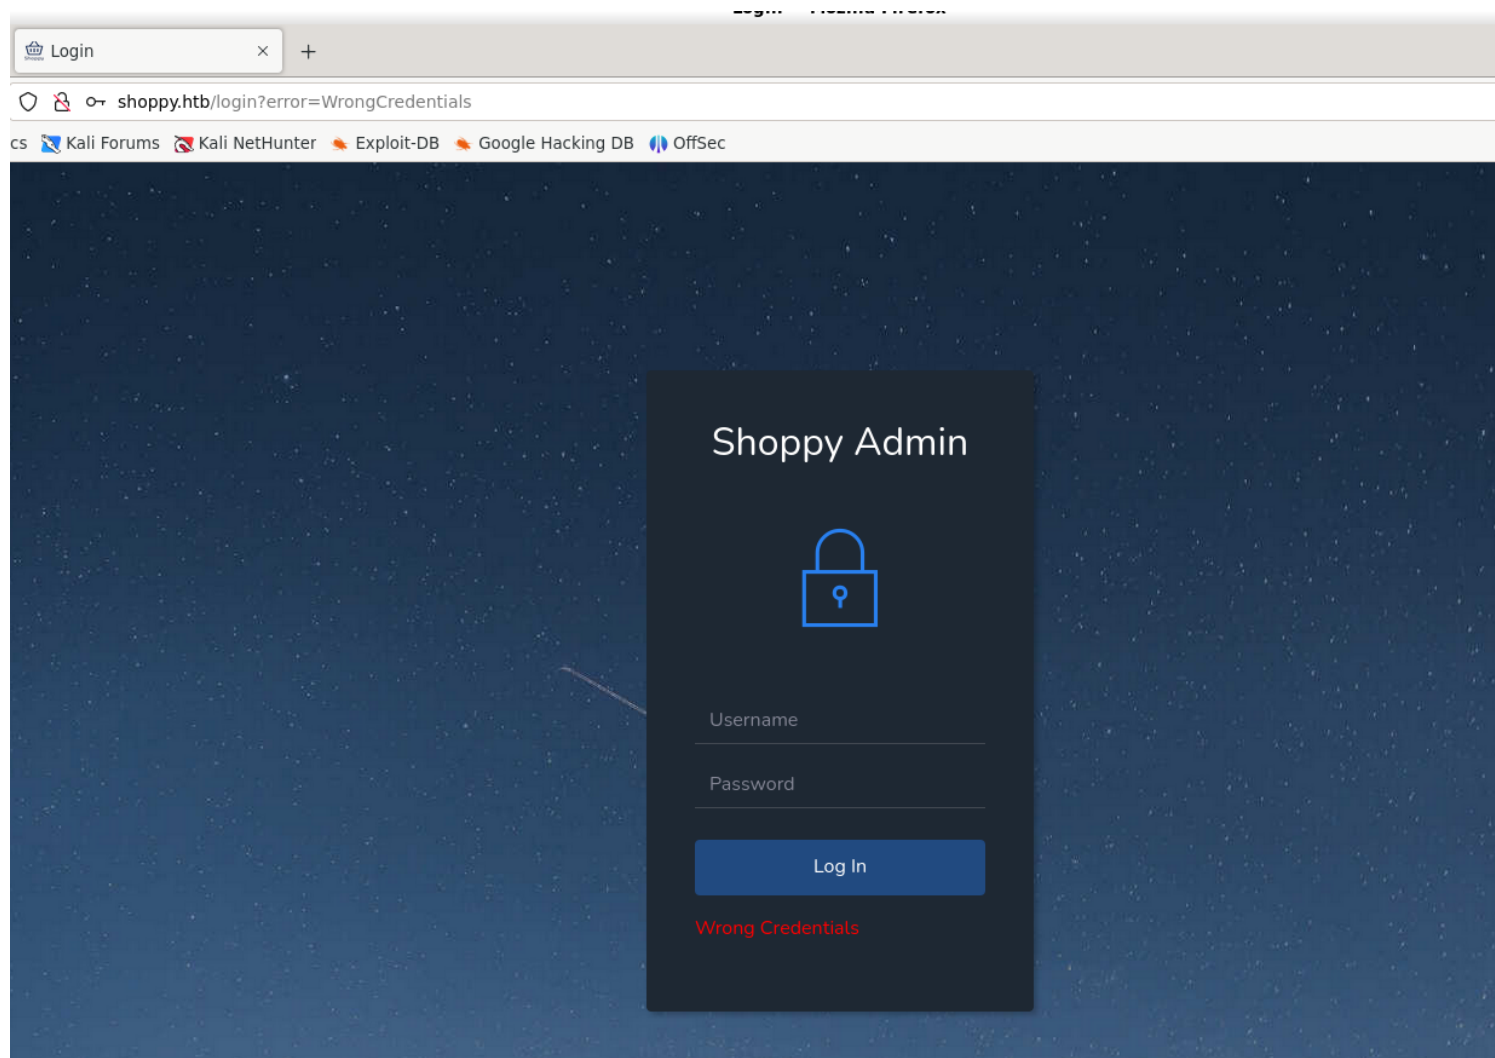 Login
shoppy.htb/login?error=WrongCredentials
cs Kali Forums Kali NetHunter Exploit-DB Google Hacking DB OffSec
Shoppy Admin
Username
Password
Log In
Wrong Credentials